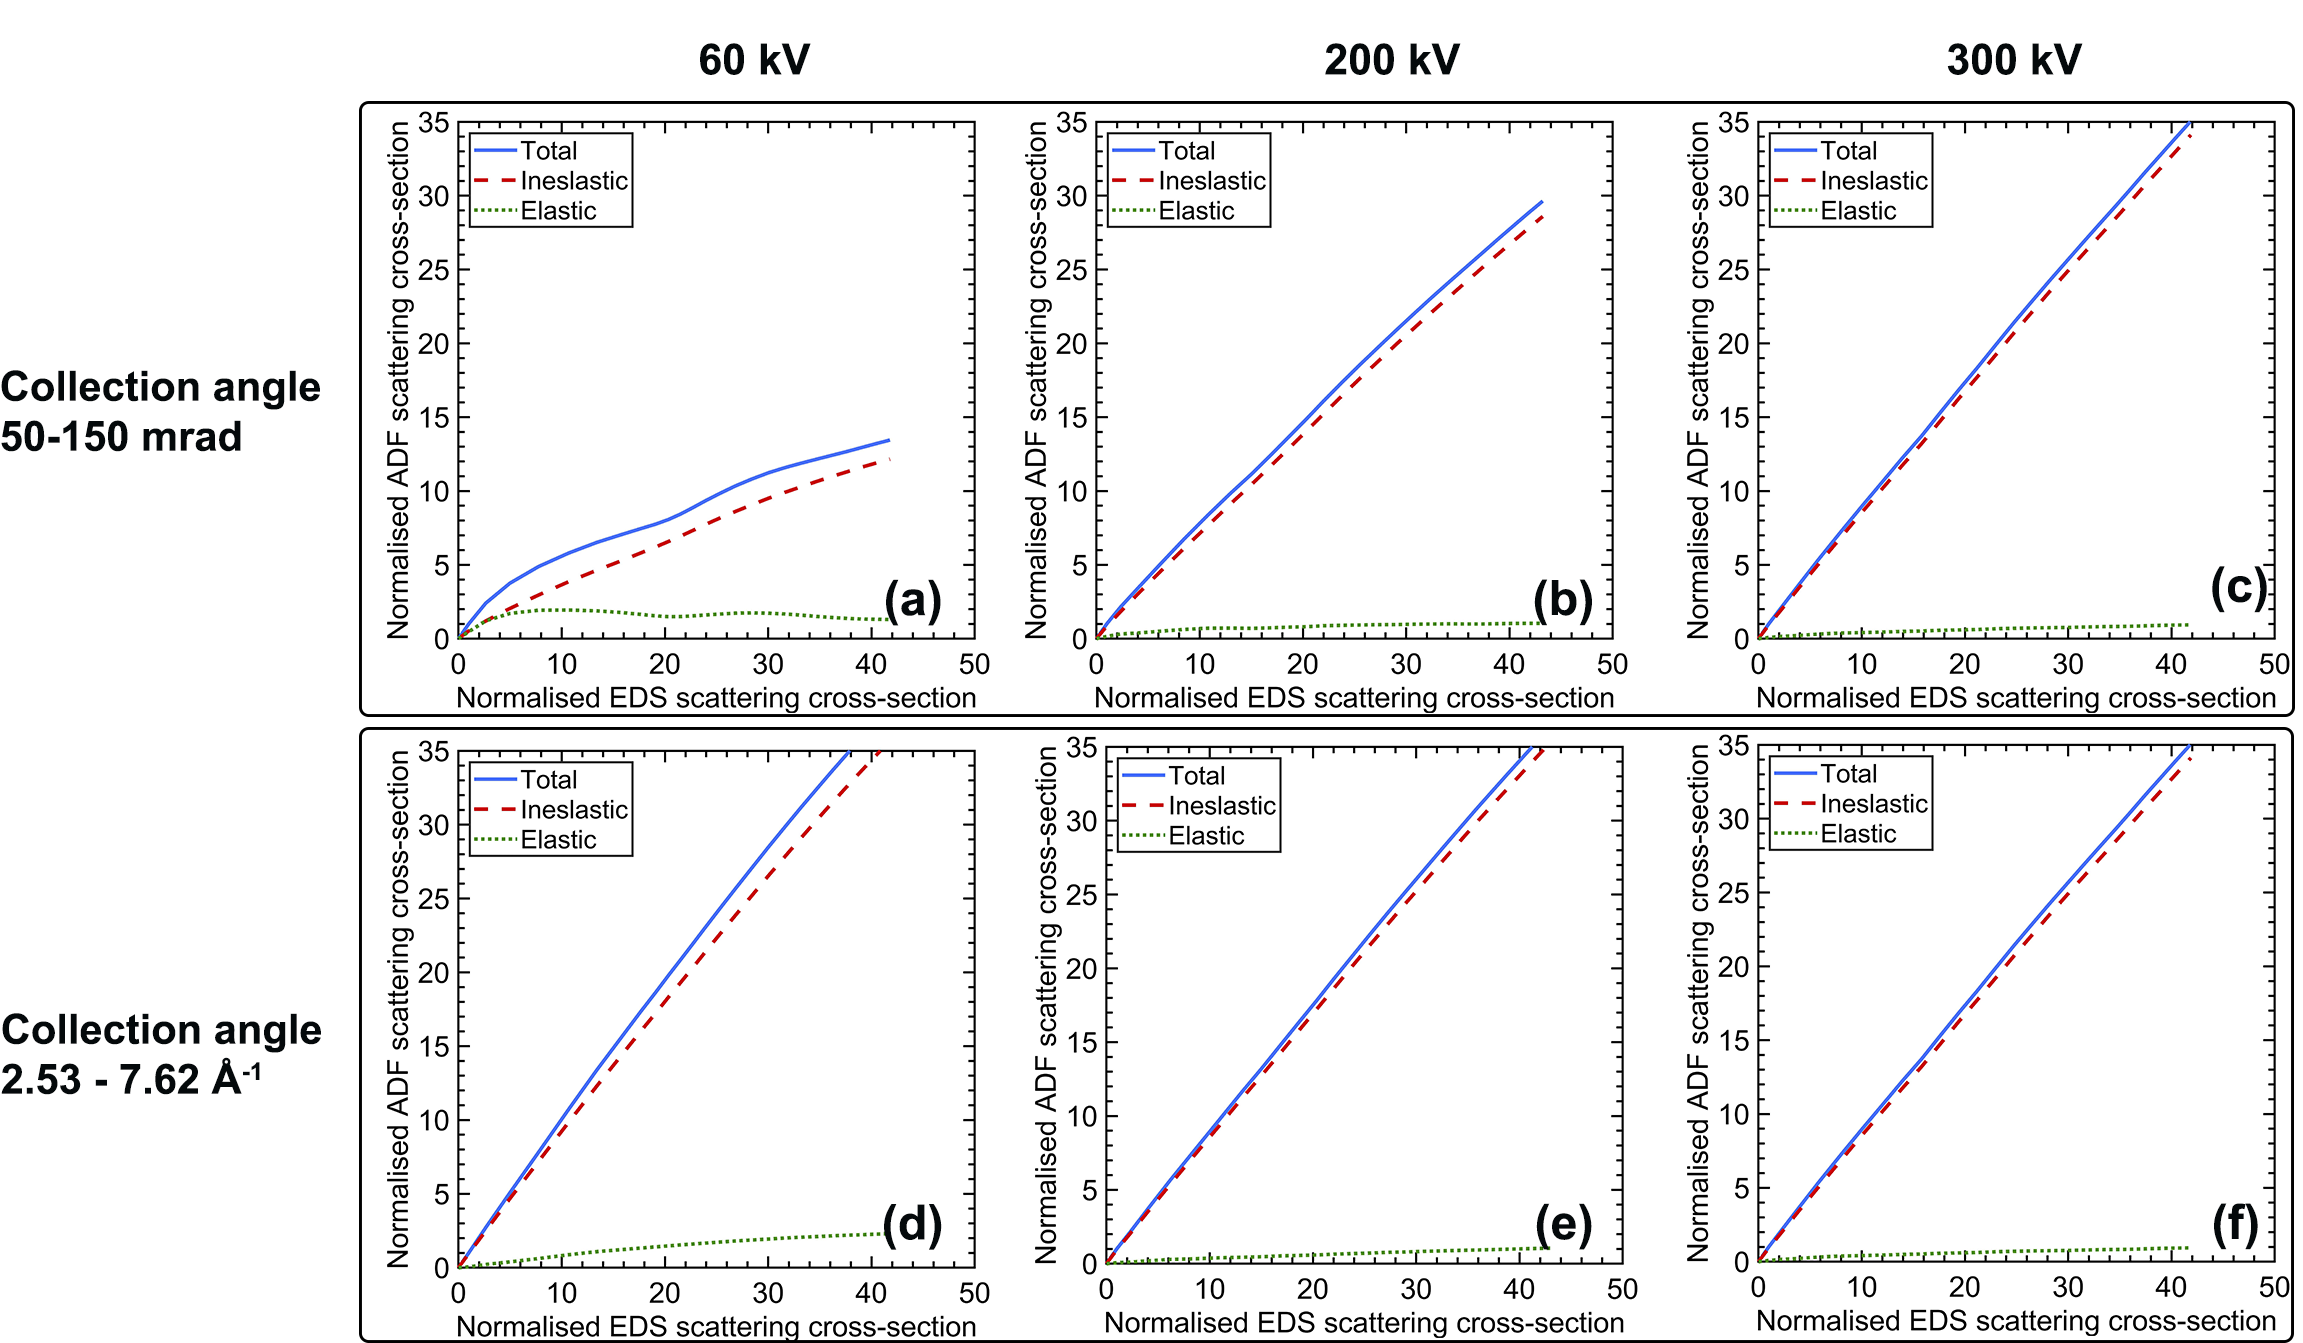 60 kV
200 kV
300 kV
Collection angle
50-150 mrad
Normalised ADF scattering cross-section
35
30
25
20
15
10
5
0
Total
Ineslastic
Elastic
(a)
0 10 20 30 40 50
Normalised EDS scattering cross-section
Normalised ADF scattering cross-section
35
30
25
20
15
10
5
0
Total
Ineslastic
Elastic
(b)
0 10 20 30 40 50
Normalised EDS scattering cross-section
Normalised ADF scattering cross-section
35
30
25
20
15
10
5
0
Total
Ineslastic
Elastic
(c)
0 10 20 30 40 50
Normalised EDS scattering cross-section
Collection angle
2.53 - 7.62 Å⁻¹
Normalised ADF scattering cross-section
35
30
25
20
15
10
5
0
Total
Ineslastic
Elastic
(d)
0 10 20 30 40 50
Normalised EDS scattering cross-section
Normalised ADF scattering cross-section
35
30
25
20
15
10
5
0
Total
Ineslastic
Elastic
(e)
0 10 20 30 40 50
Normalised EDS scattering cross-section
Normalised ADF scattering cross-section
35
30
25
20
15
10
5
0
Total
Ineslastic
Elastic
(f)
0 10 20 30 40 50
Normalised EDS scattering cross-section